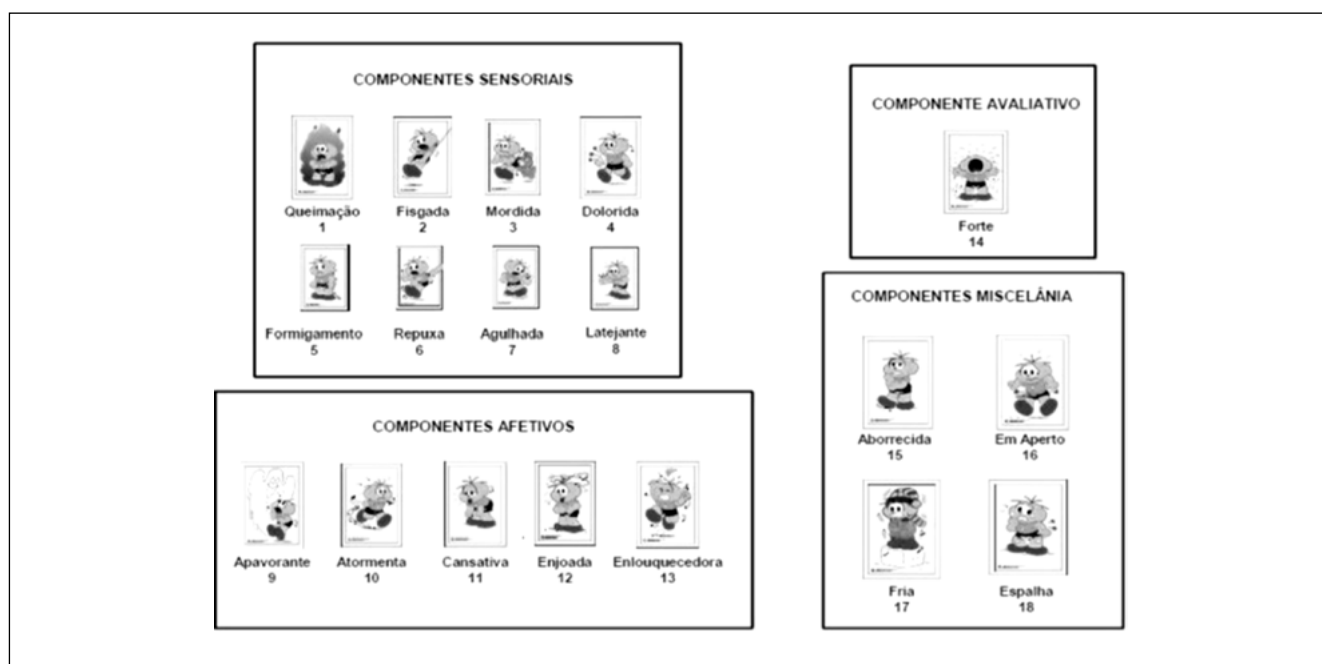 COMPONENTES SENSORIAIS
Queimação Fisgada Mordida Dolorida
1 2 3 4
Formigamento Repuxa Agulhada Latejante
5 6 7 8
COMPONENTES AFETIVOS
Apavorante Atormenta Cansativa Enjoada Enlouquecedora
9 10 11 12 13
COMPONENTE AVALIATIVO
Forte
14
COMPONENTES MISCELÂNIA
Aborrecida Em Aperto
15 16
Fria Espalha
17 18